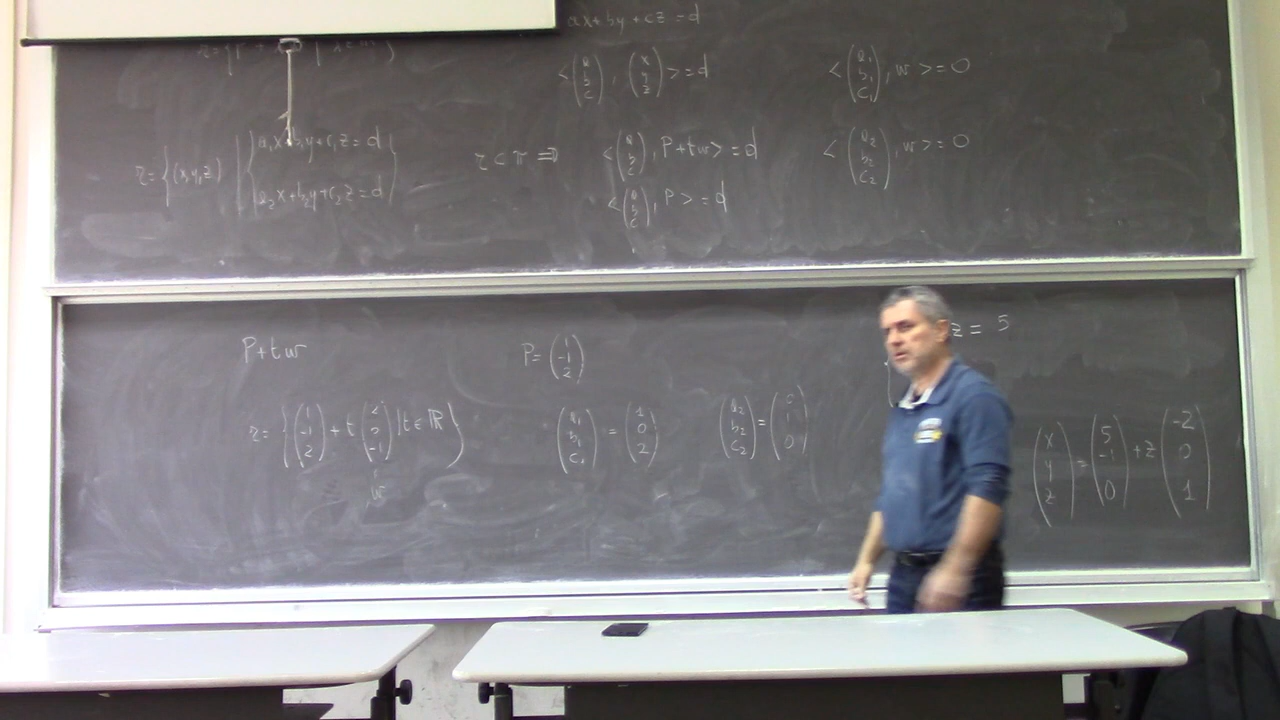 ax+by+cz=d
<(a b c), (x y z)>=d
<(a₁ b₁ c₁), w>=0
r={(x,y,z) | {a₁x+b₁y+c₁z=d
a₂x+b₂y+c₂z=d}
r⊂π ⇒ <(a b c), P+tw>=d
<(a b c), P>=d
<(a₂ b₂ c₂), w>=0
P+tw
P=(1 -1 2)
z = 5
r={(1 -1 2)+t(2 0 -1) | t∈ℝ}
w
(a₁ b₁ c₁)=(1 0 2)
(a₂ b₂ c₂)=(0 1 0)
(x y z)=(5 -1 0)+z(-2 0 1)